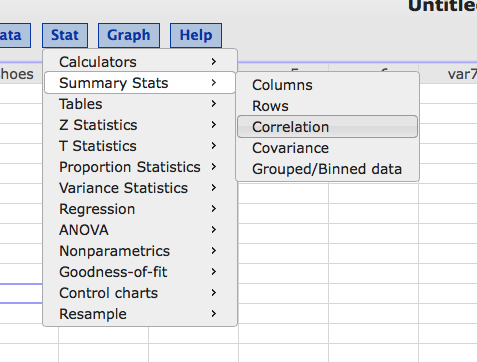 Untitle
ata Stat Graph Help
hoes var7
Calculators
Summary Stats
Tables
Z Statistics
T Statistics
Proportion Statistics
Variance Statistics
Regression
ANOVA
Nonparametrics
Goodness-of-fit
Control charts
Resample
Columns
Rows
Correlation
Covariance
Grouped/Binned data